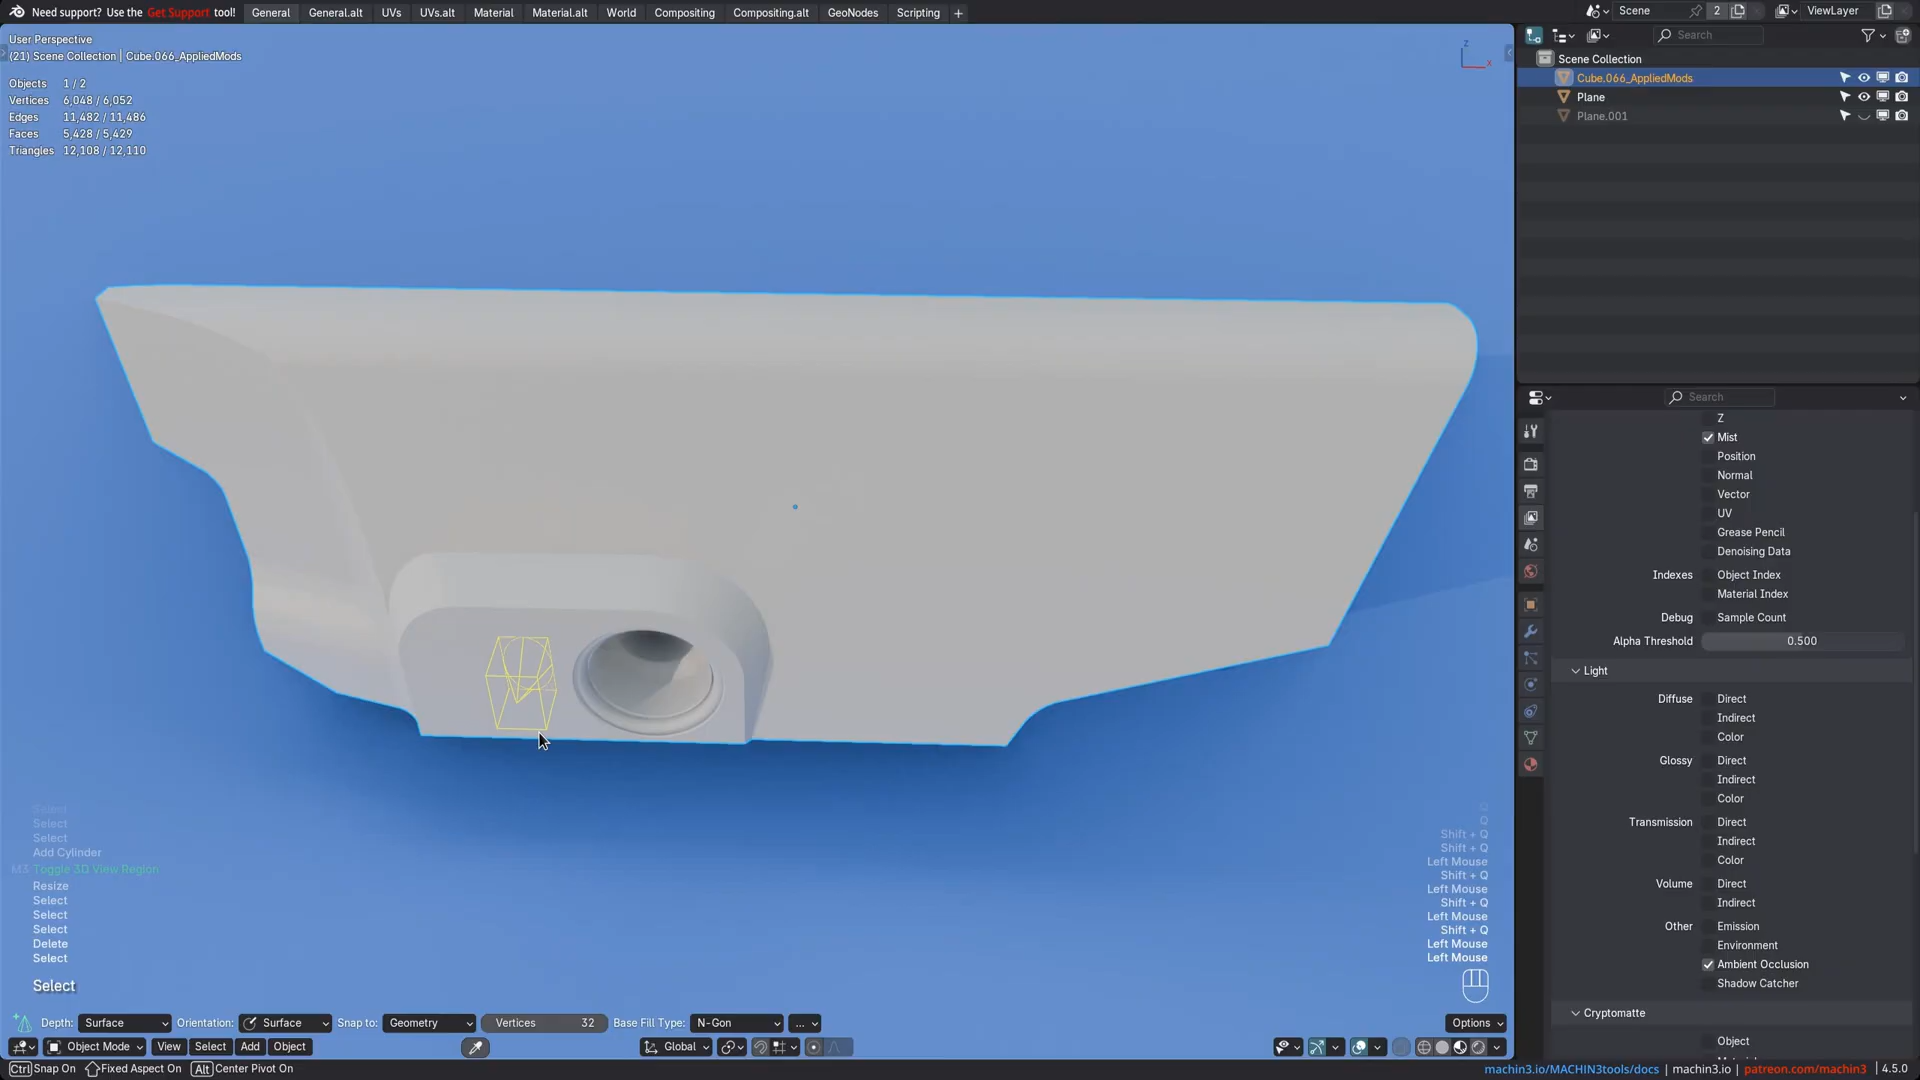 Need support? Use the Get Support tool!
General
General.alt
UVs
UVs.alt
Material
Material.alt
World
Compositing
Compositing.alt
GeoNodes
Scripting
Scene
2
ViewLayer
User Perspective
(21) Scene Collection | Cube.066_AppliedMods
Objects 1 / 2
Vertices 6,048 / 6,052
Edges 11,482 / 11,486
Faces 5,428 / 5,429
Triangles 12,108 / 12,110
Z
X
Search
Scene Collection
Cube.066_AppliedMods
Plane
Plane.001
Search
Z
Mist
Position
Normal
Vector
UV
Grease Pencil
Denoising Data
Indexes Object Index
Material Index
Debug Sample Count
Alpha Threshold 0.500
Light
Diffuse Direct
Indirect
Color
Glossy Direct
Indirect
Color
Transmission Direct
Indirect
Color
Volume Direct
Indirect
Other Emission
Environment
Ambient Occlusion
Shadow Catcher
Cryptomatte
Object
Select
Select
Select
Add Cylinder
M3 Toggle 3D View Region
Resize
Select
Select
Select
Delete
Select
Select
Q
Q
Shift + Q
Shift + Q
Left Mouse
Shift + Q
Left Mouse
Shift + Q
Left Mouse
Shift + Q
Left Mouse
Left Mouse
Depth: Surface Orientation: Surface Snap to: Geometry Vertices 32 Base Fill Type: N-Gon ... Options
Object Mode View Select Add Object Global
Ctrl Snap On Fixed Aspect On Alt Center Pivot On
machin3.io/MACHIN3tools/docs | machin3.io | patreon.com/machin3 | 4.5.0